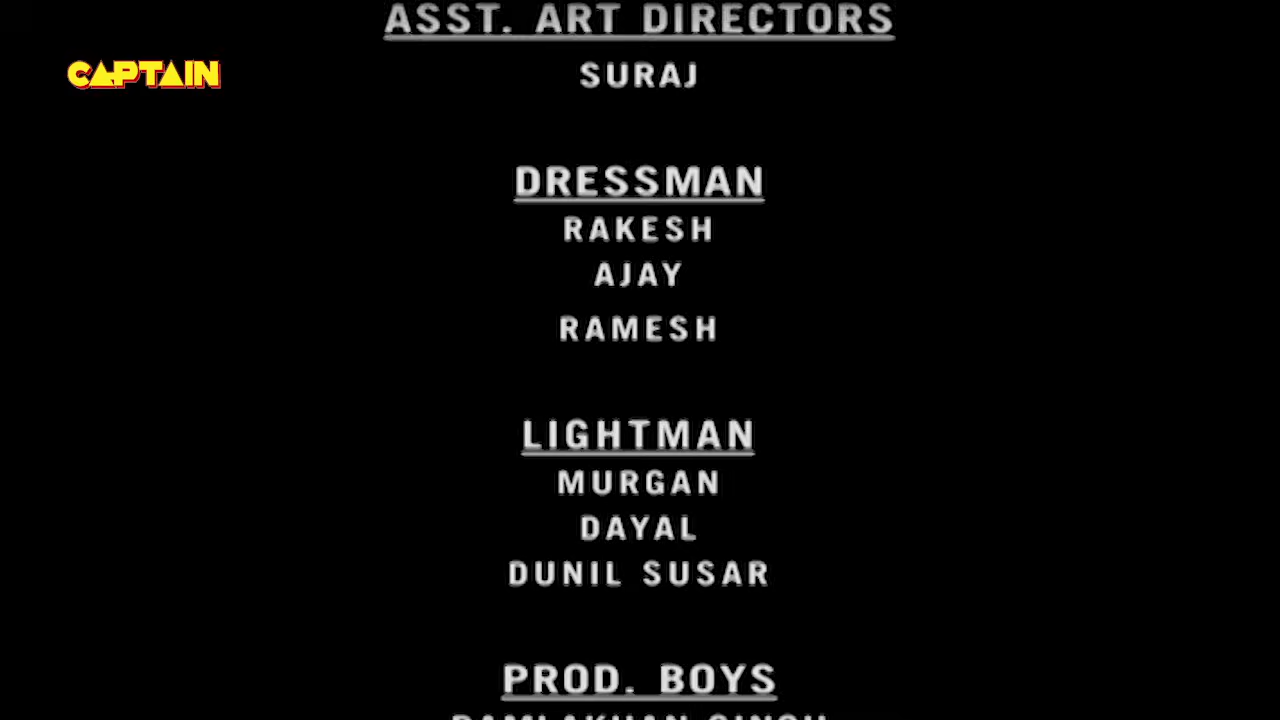 ASST. ART DIRECTORS
CAPTAIN
SURAJ
DRESSMAN
RAKESH
AJAY
RAMESH
LIGHTMAN
MURGAN
DAYAL
DUNIL SUSAR
PROD. BOYS